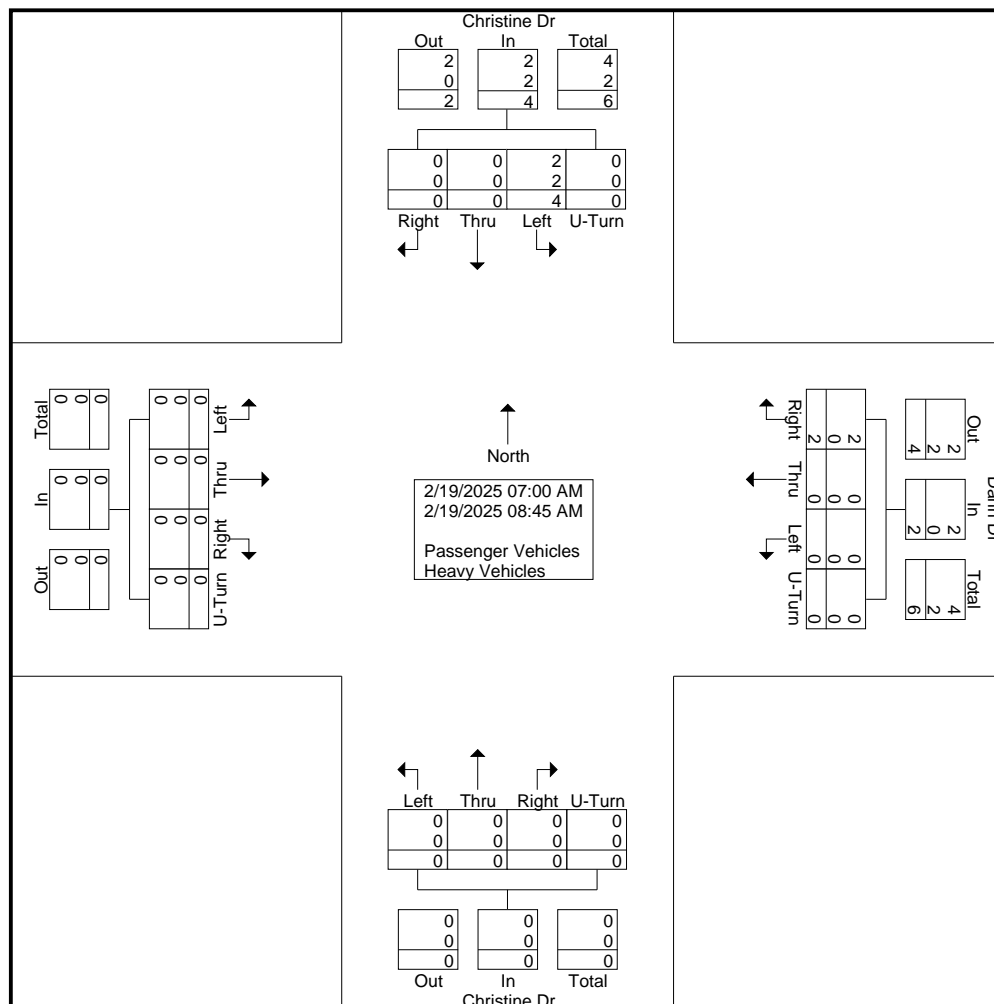 Christine Dr
Out In Total
2 2 4
0 2 2
2 4 6
0 0 2 0
0 0 2 0
0 0 4 0
Right Thru Left U-Turn
Total In Out
0 0 0
0 0 0
0 0 0
Left Thru Right U-Turn
0 0 0 0
0 0 0 0
0 0 0 0
North
2/19/2025 07:00 AM
2/19/2025 08:45 AM
Passenger Vehicles
Heavy Vehicles
Right Thru Left U-Turn
2 0 0 0
0 0 0 0
2 0 0 0
Out In Total
2 2 4
2 0 2
4 2 6
Dr
Left Thru Right U-Turn
0 0 0 0
0 0 0 0
0 0 0 0
0 0 0
0 0 0
0 0 0
Out In Total
Christine Dr